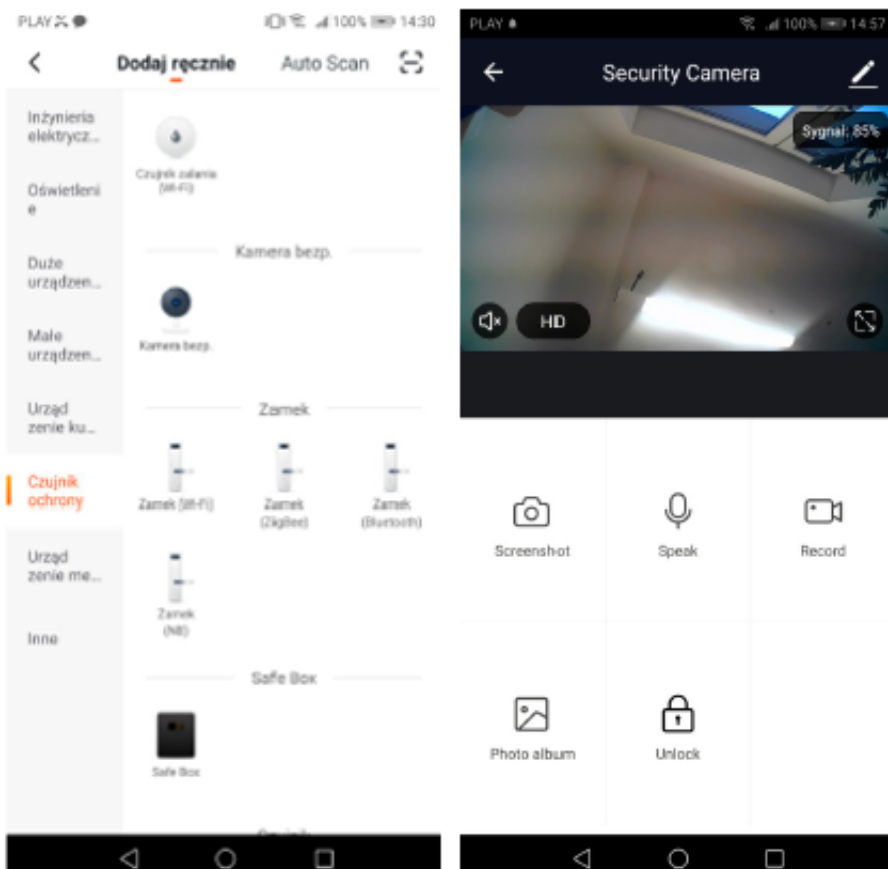 PLAY
100%
14:30
Dodaj ręcznie
Auto Scan
Inżynieria
elektrycz...
Oświetleni
e
Duże
urządzen...
Małe
urządzen...
Urząd
zenie ku...
Czujnik
ochrony
Urząd
zenie me...
Inne
Czujnik zalania
(Wi-Fi)
Kamera bezp.
Kamera bezp.
Zamek
Zamek (Wi-Fi)
Zamek
(ZigBee)
Zamek
(Bluetooth)
Zamek
(NB)
Safe Box
Safe Box
PLAY
100%
14:57
Security Camera
Sygnał: 85%
HD
Screenshot
Speak
Record
Photo album
Unlock